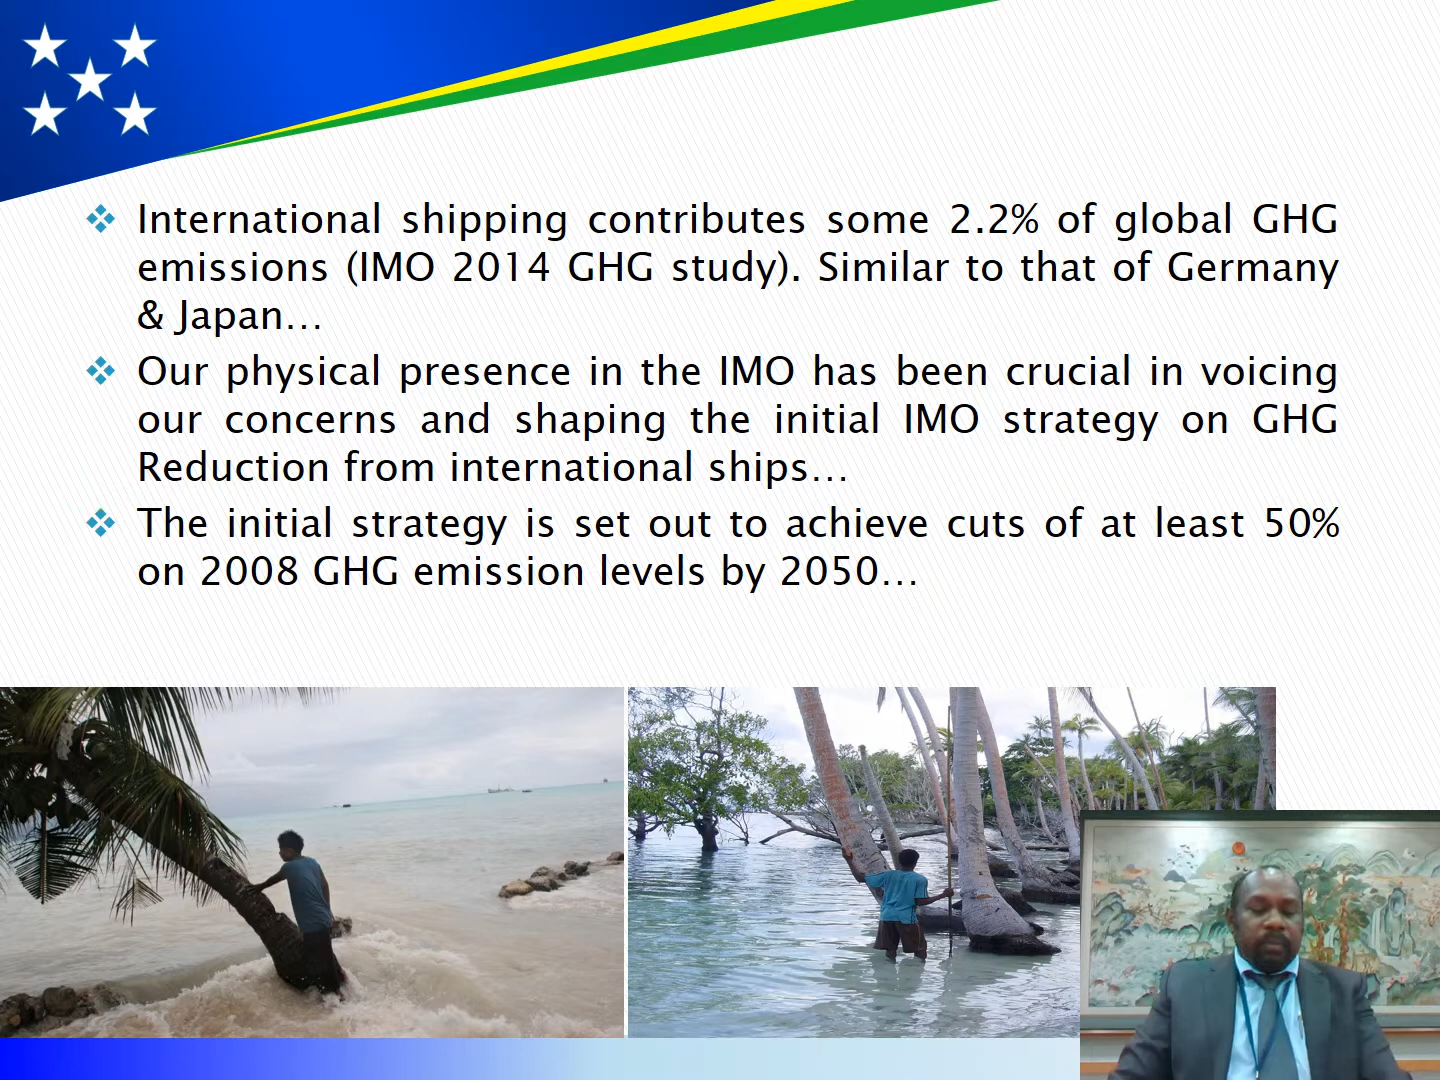 International shipping contributes some 2.2% of global GHG
emissions (IMO 2014 GHG study). Similar to that of Germany
& Japan…
Our physical presence in the IMO has been crucial in voicing
our concerns and shaping the initial IMO strategy on GHG
Reduction from international ships…
The initial strategy is set out to achieve cuts of at least 50%
on 2008 GHG emission levels by 2050…